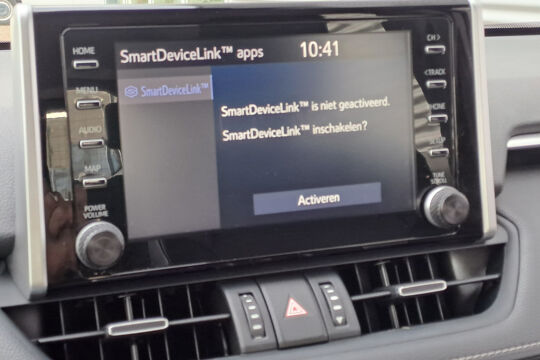 SmartDeviceLink™ apps 10:41
SmartDeviceLink™
SmartDeviceLink™ is niet geactiveerd.
SmartDeviceLink™ inschakelen?
Activeren
HOME
MENU
AUDIO
MAP
POWER
VOLUME
CH>
<TRACK
PHONE
SETUP
TUNE
SCROLL